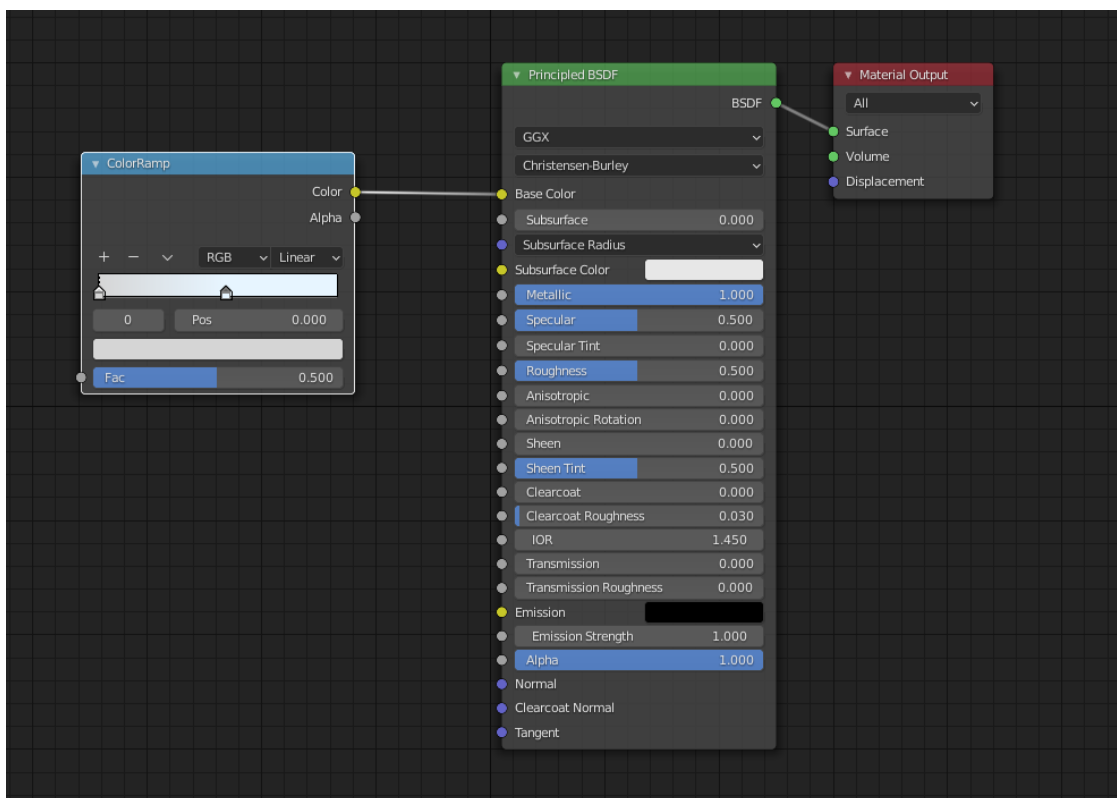 ColorRamp
Color
Alpha
+ − RGB Linear
0 Pos 0.000
Fac 0.500
Principled BSDF
BSDF
GGX
Christensen-Burley
Base Color
Subsurface 0.000
Subsurface Radius
Subsurface Color
Metallic 1.000
Specular 0.500
Specular Tint 0.000
Roughness 0.500
Anisotropic 0.000
Anisotropic Rotation 0.000
Sheen 0.000
Sheen Tint 0.500
Clearcoat 0.000
Clearcoat Roughness 0.030
IOR 1.450
Transmission 0.000
Transmission Roughness 0.000
Emission
Emission Strength 1.000
Alpha 1.000
Normal
Clearcoat Normal
Tangent
Material Output
All
Surface
Volume
Displacement